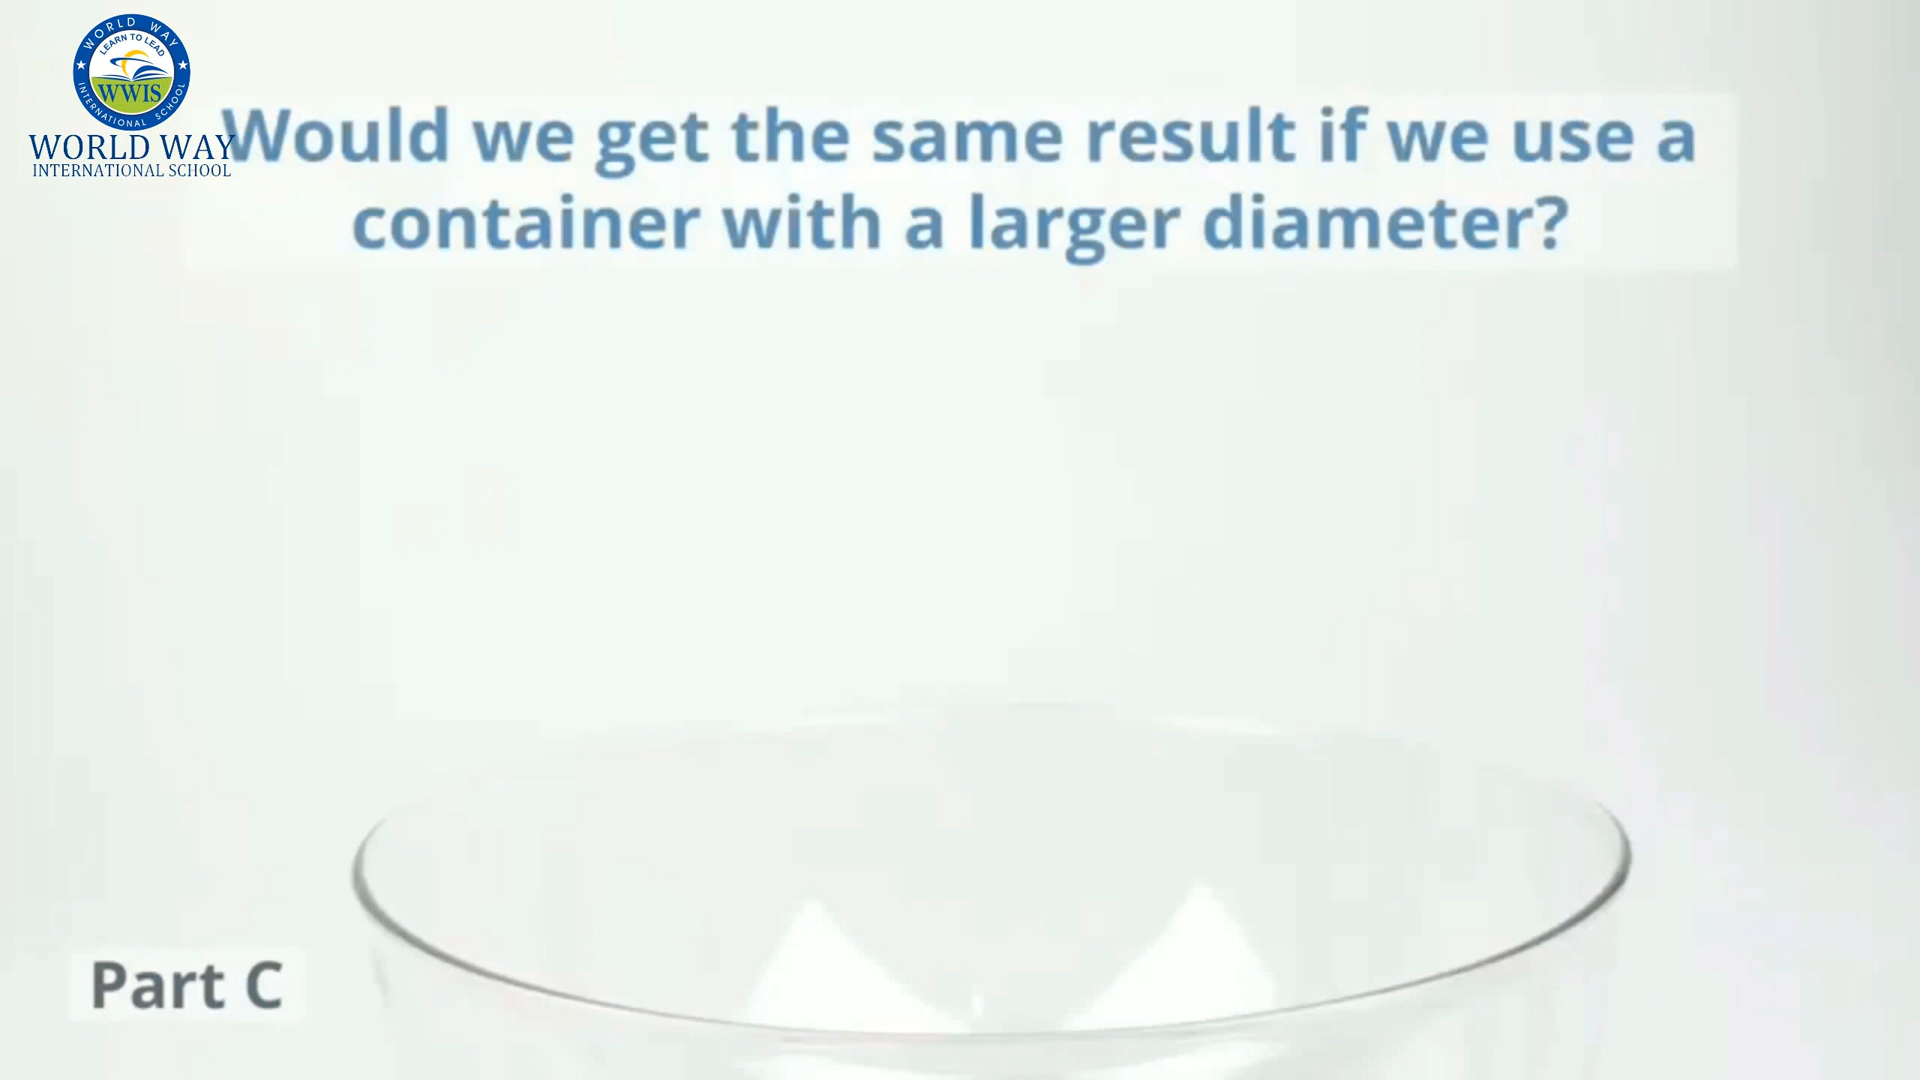 WORLD WAY
LEARN TO LEAD
WWIS
INTERNATIONAL SCHOOL
WORLD WAY
INTERNATIONAL SCHOOL
Would we get the same result if we use a
container with a larger diameter?
Part C